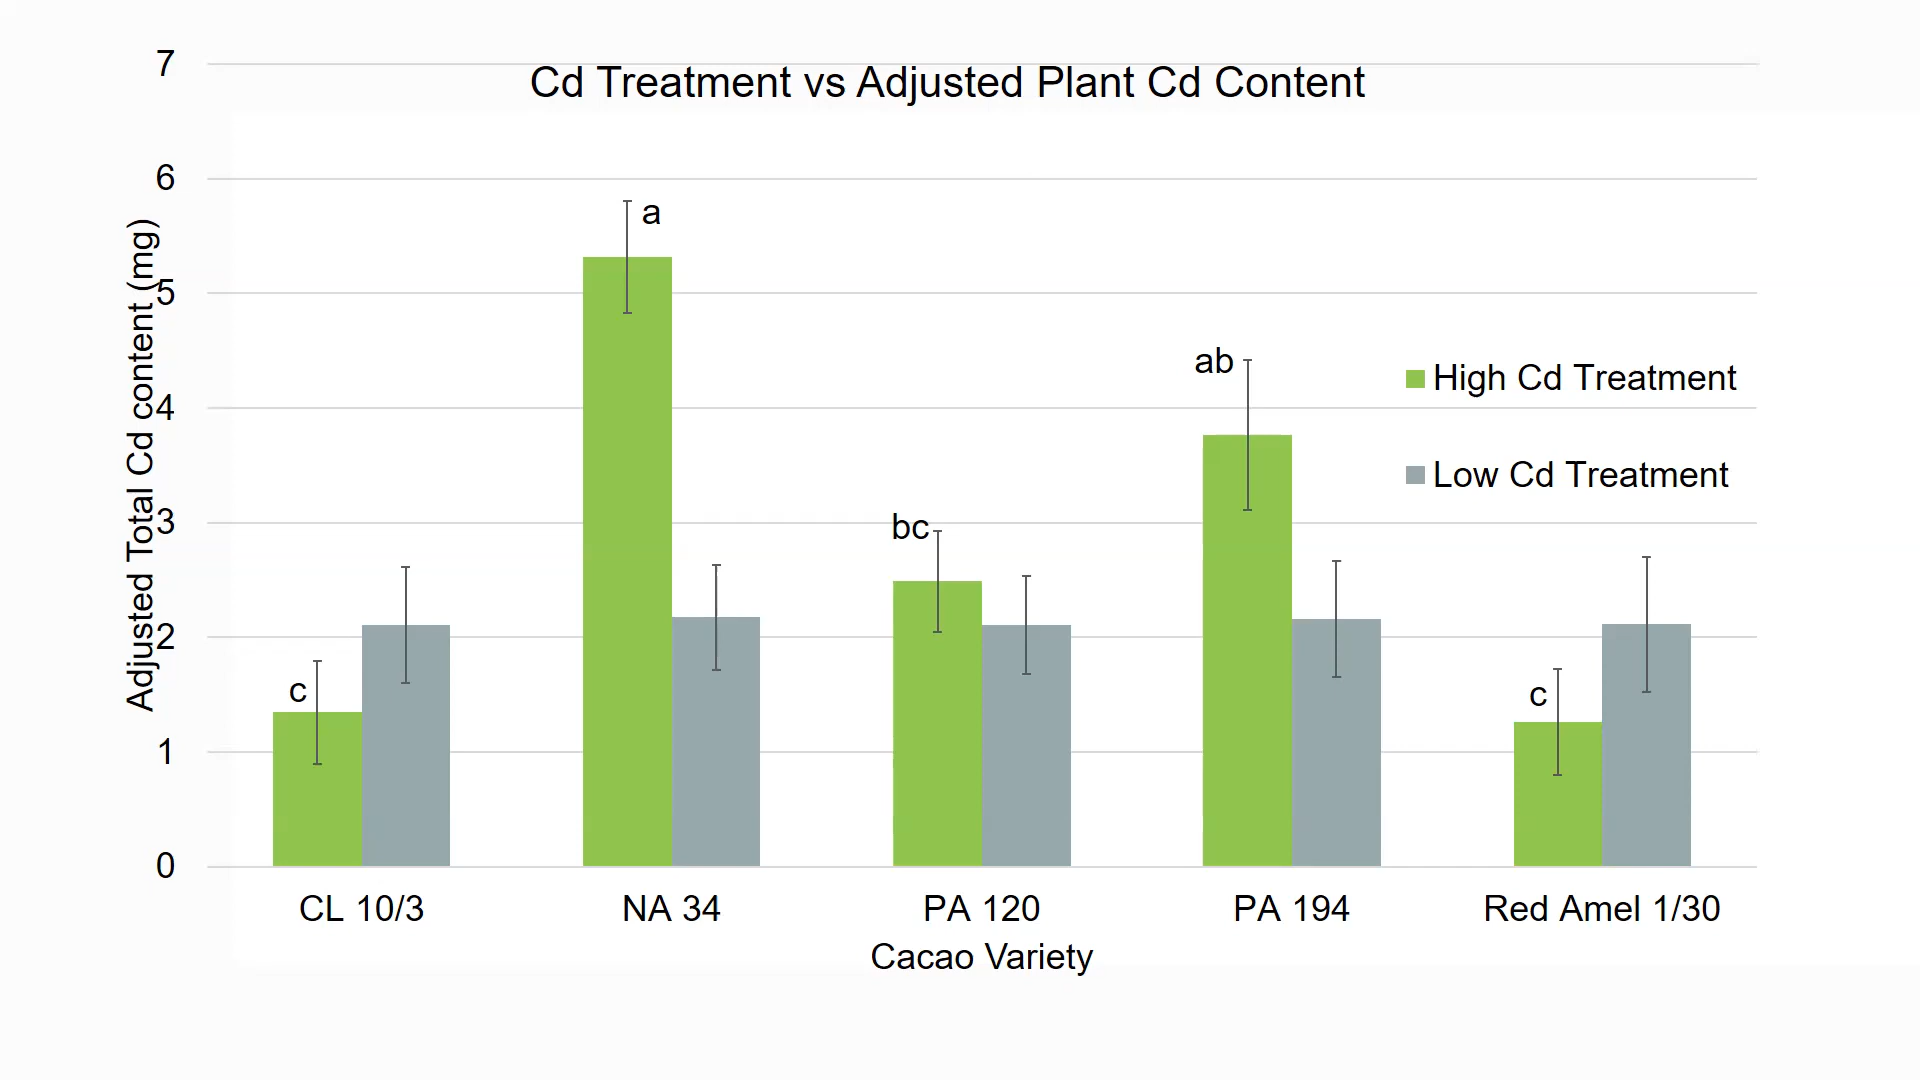 Cd Treatment vs Adjusted Plant Cd Content
Adjusted Total Cd content (mg)
7
6
5
4
3
2
1
0
c
a
bc
ab
c
High Cd Treatment
Low Cd Treatment
CL 10/3
NA 34
PA 120
PA 194
Red Amel 1/30
Cacao Variety